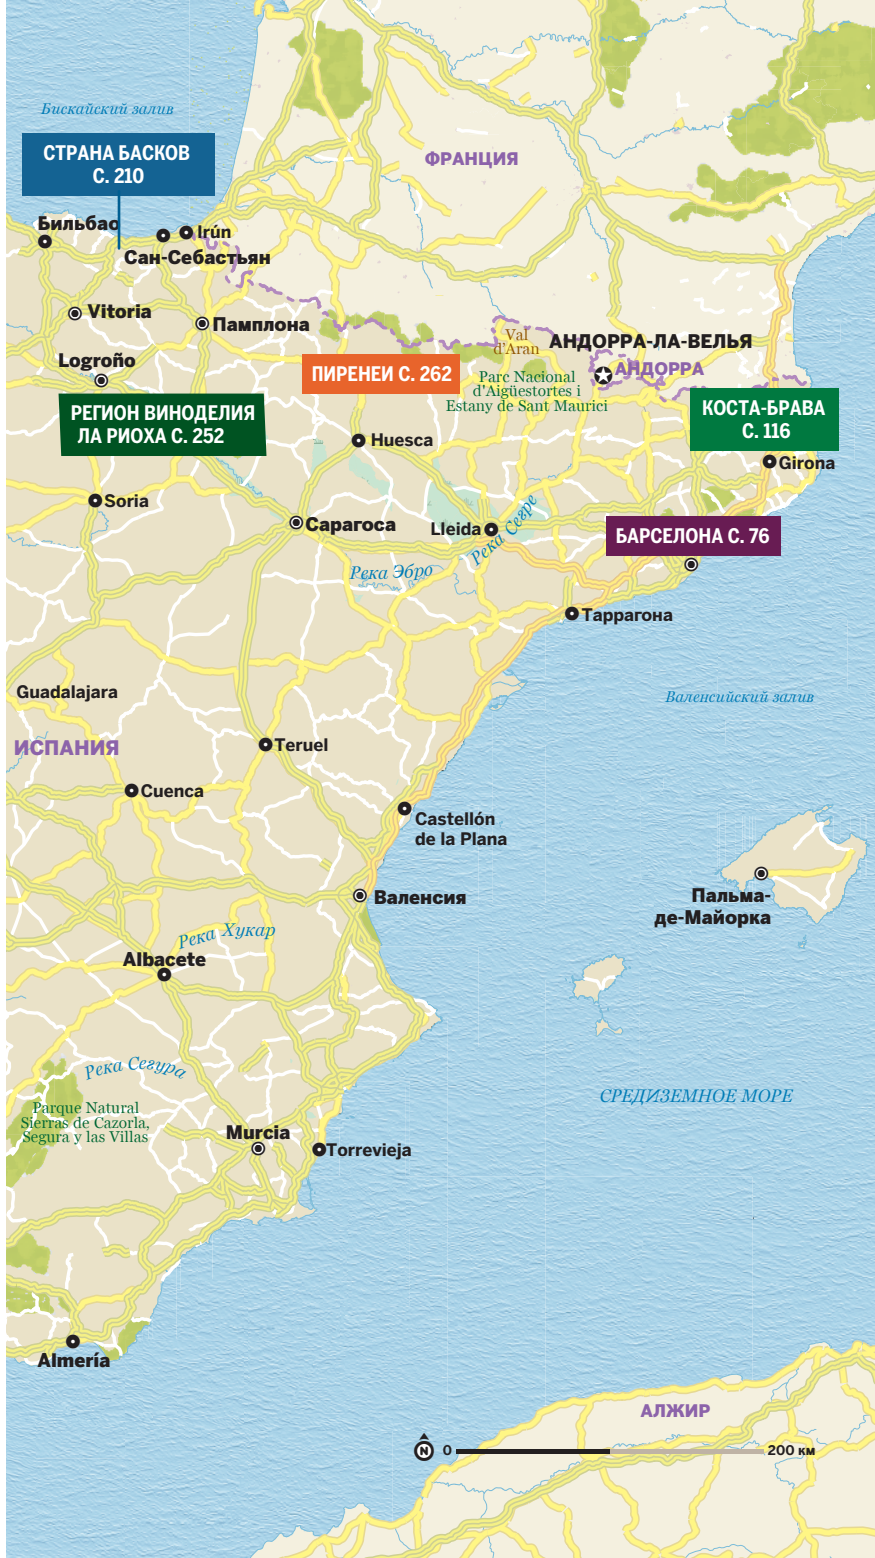 Бискайский залив
СТРАНА БАСКОВ
С. 210
ФРАНЦИЯ
Бильбао
Irún
Сан-Себастьян
Vitoria
Памплона
Val
d'Aran
АНДОРРА-ЛА-ВЕЛЬЯ
АНДОРРА
Logroño
ПИРЕНЕИ С. 262
Parc Nacional
d'Aigüestortes i
Estany de Sant Maurici
РЕГИОН ВИНОДЕЛИЯ
ЛА РИОХА С. 252
КОСТА-БРАВА
С. 116
Huesca
Girona
Soria
Сарагоса
Lleida
Река Сегре
БАРСЕЛОНА С. 76
Река Эбро
Таррагона
Guadalajara
Валенсийский залив
ИСПАНИЯ
Teruel
Cuenca
Castellón
de la Plana
Валенсия
Пальма-
де-Майорка
Река Хукар
Albacete
Река Сегура
СРЕДИЗЕМНОЕ МОРЕ
Parque Natural
Sierras de Cazorla,
Segura y las Villas
Murcia
Torrevieja
Almería
АЛЖИР
N
0
200 км